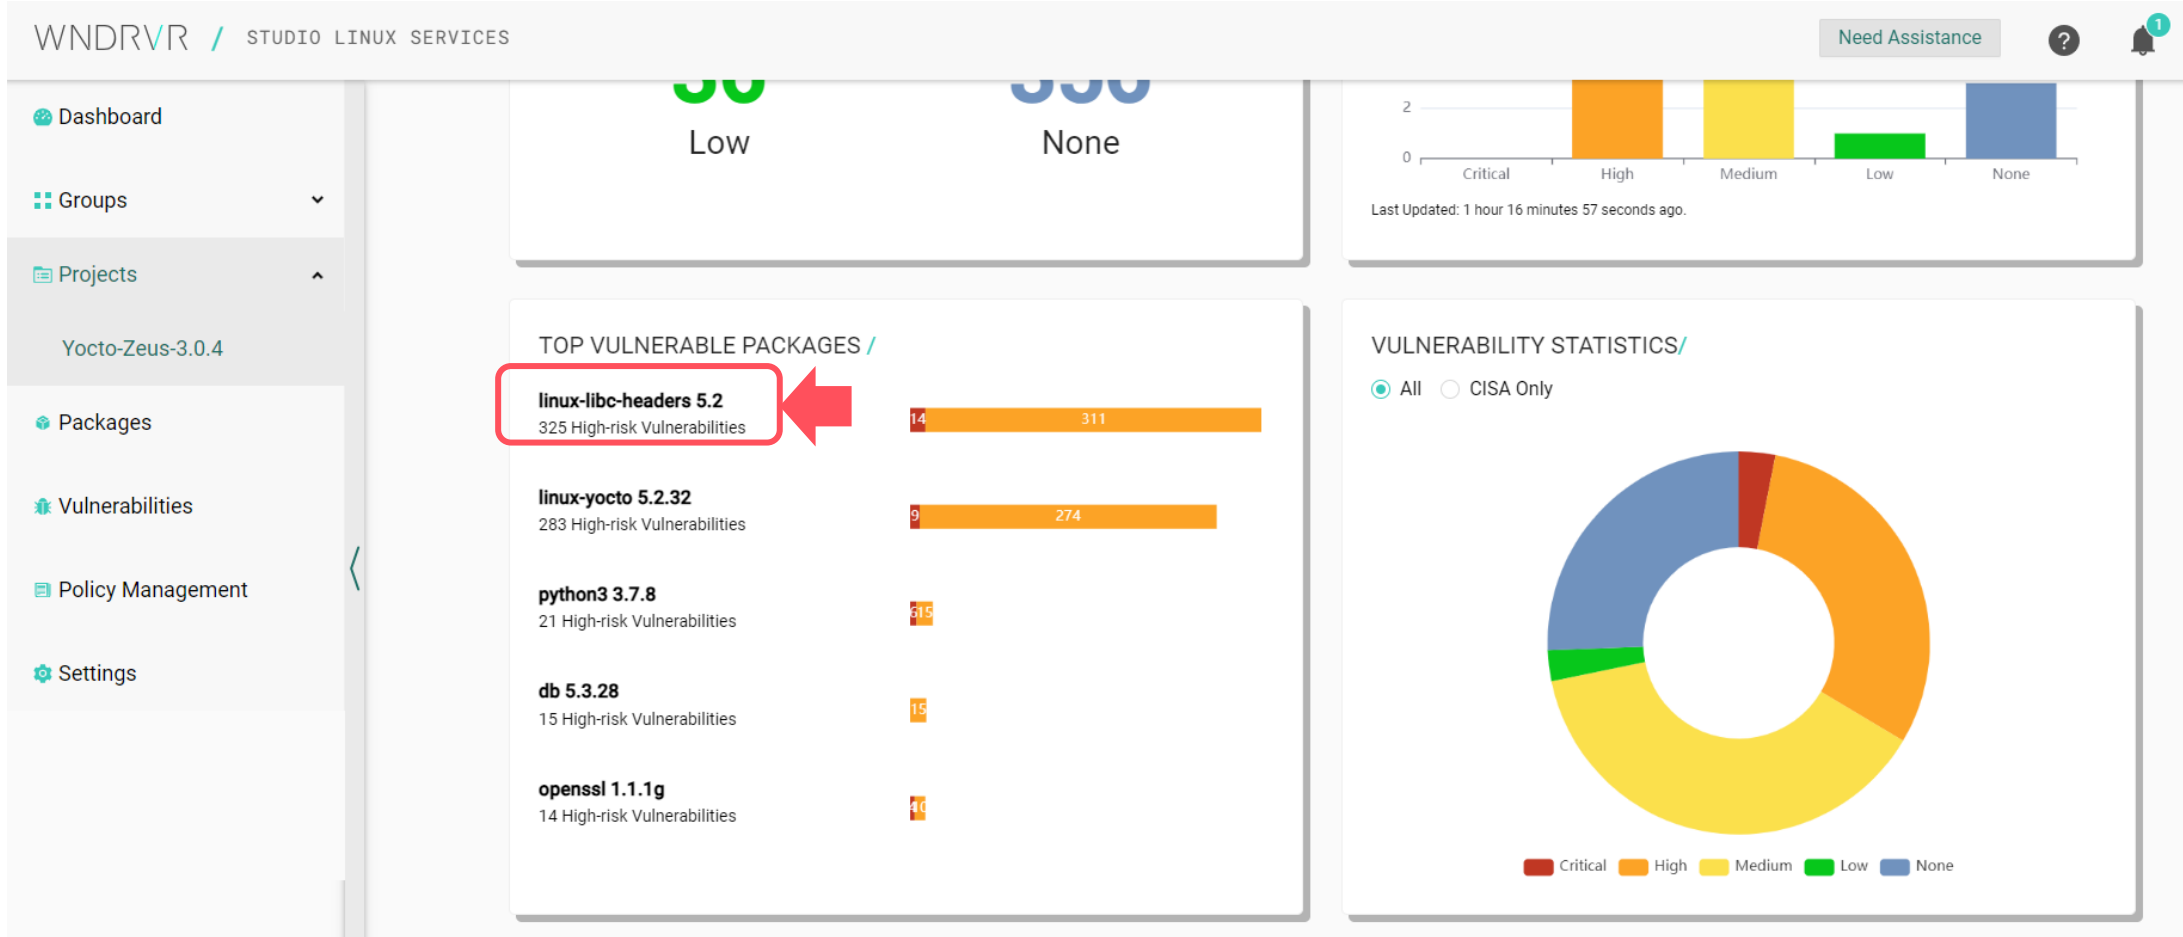 WNDRVR / STUDIO LINUX SERVICES
Need Assistance
?
1
Dashboard
Groups
Projects
Yocto-Zeus-3.0.4
Packages
Vulnerabilities
Policy Management
Settings
Low
None
2
0
Critical High Medium Low None
Last Updated: 1 hour 16 minutes 57 seconds ago.
TOP VULNERABLE PACKAGES /
linux-libc-headers 5.2
325 High-risk Vulnerabilities
14 311
linux-yocto 5.2.32
283 High-risk Vulnerabilities
9 274
python3 3.7.8
21 High-risk Vulnerabilities
6 15
db 5.3.28
15 High-risk Vulnerabilities
15
openssl 1.1.1g
14 High-risk Vulnerabilities
4 10
VULNERABILITY STATISTICS/
All CISA Only
Critical High Medium Low None